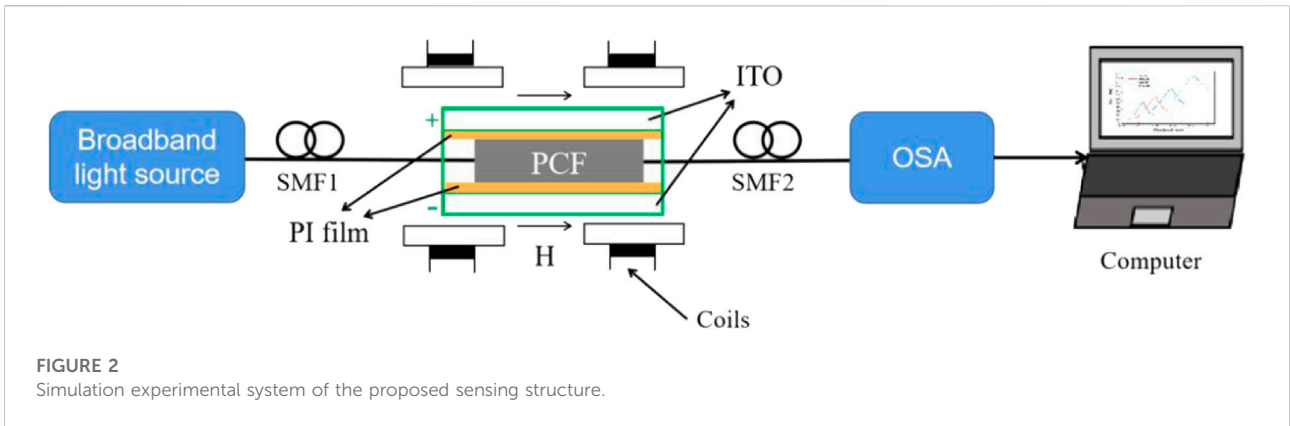 Broadband
light source
SMF1
PI film
+
-
PCF
H
ITO
SMF2
Coils
OSA
Computer
FIGURE 2
Simulation experimental system of the proposed sensing structure.